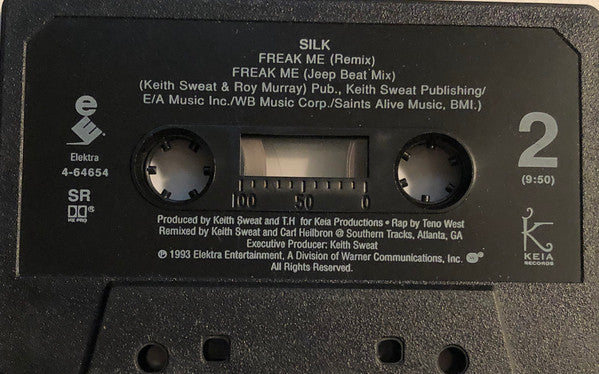 SILK
FREAK ME (Remix)
FREAK ME (Jeep Beat Mix)
(Keith Sweat & Roy Murray) Pub., Keith Sweat Publishing/
E/A Music Inc./WB Music Corp./Saints Alive Music, BMI.)
Elektra
4-64654
SR
HX PRO
2
(9:50)
KEIA
RECORDS
100 50 0
Produced by Keith Sweat and T.H for Keia Productions • Rap by Teno West
Remixed by Keith Sweat and Carl Heilbron @ Southern Tracks, Atlanta, GA
Executive Producer: Keith Sweat
℗ © 1993 Elektra Entertainment, A Division of Warner Communications, Inc.
All Rights Reserved.